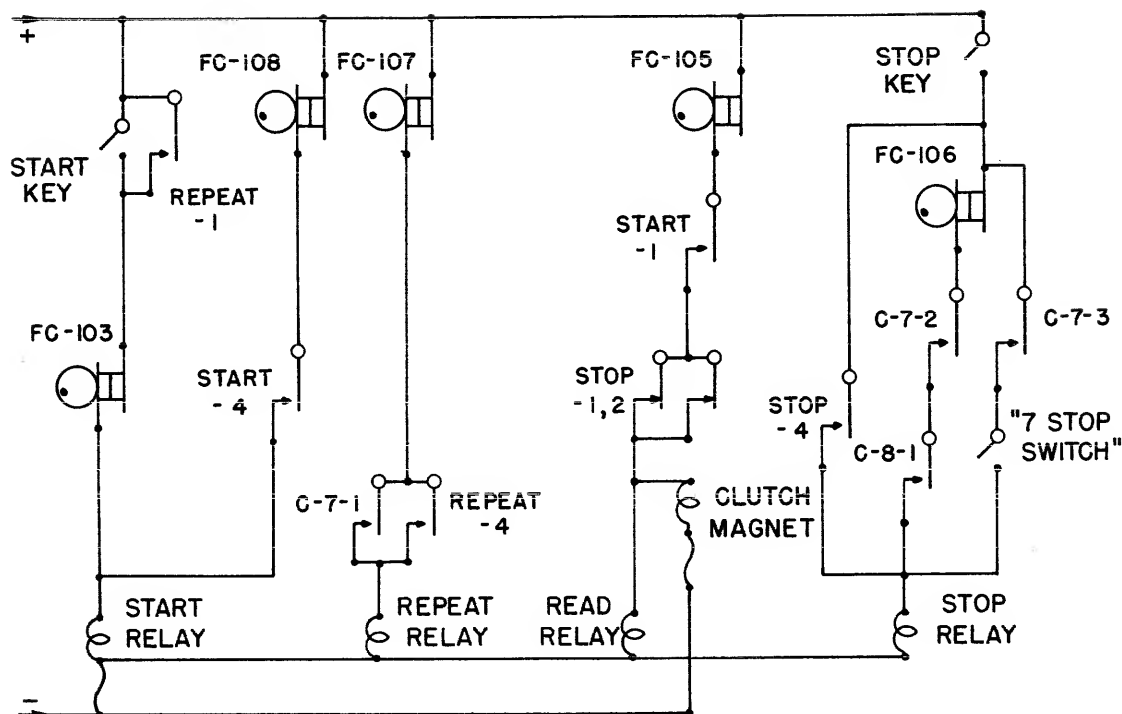 +
FC-108
FC-107
FC-105
STOP
KEY
START
KEY
REPEAT
-1
FC-106
START
-1
FC-103
START
-4
C-7-2
C-7-3
STOP
-1,2
STOP
-4
"7 STOP
SWITCH"
C-8-1
C-7-1
REPEAT
-4
CLUTCH
MAGNET
START
RELAY
REPEAT
RELAY
READ
RELAY
STOP
RELAY
-